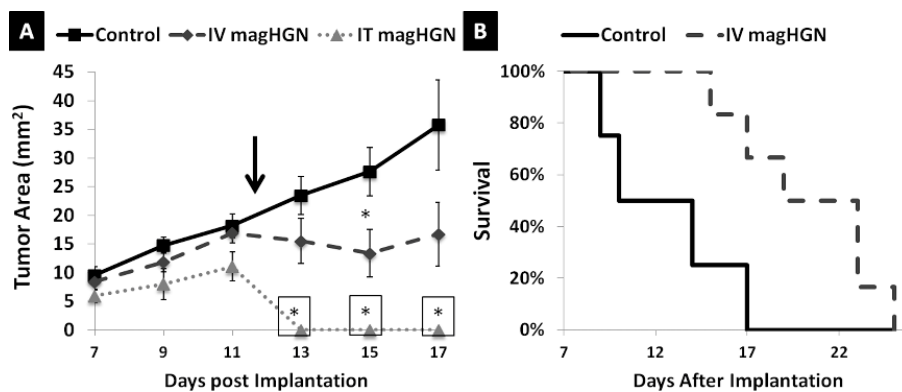 A
Control IV magHGN IT magHGN
Tumor Area (mm²)
45
40
35
30
25
20
15
10
5
0
*
* * *
7 9 11 13 15 17
Days post Implantation
B
Control IV magHGN
Survival
100%
80%
60%
40%
20%
0%
7 12 17 22
Days After Implantation